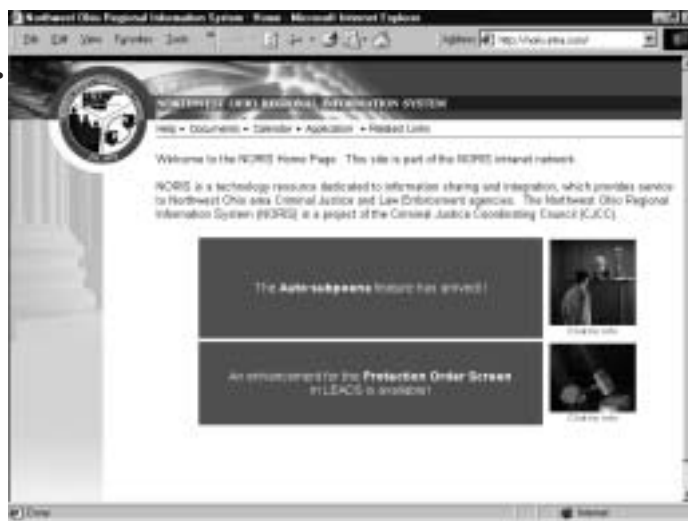 Northwest Ohio Regional Information System - Home - Microsoft Internet Explorer
Edit View Favorites Tools
Address
NORTHWEST OHIO REGIONAL INFORMATION SYSTEM
Help • Documents • Calendar • Application • Related Links
Welcome to the NORIS Home Page. This site is part of the NORIS intranet network.
NORIS is a technology resource dedicated to information sharing and integration, which provides service
to Northwest Ohio area Criminal Justice and Law Enforcement agencies. The Northwest Ohio Regional
Information System (NORIS) is a project of the Criminal Justice Coordinating Council (CJCC).
The Auto-subpoena feature has arrived!
Click for info
An enhancement for the Protection Order Screen
in LEADS is available!
Click for info
Done
Internet